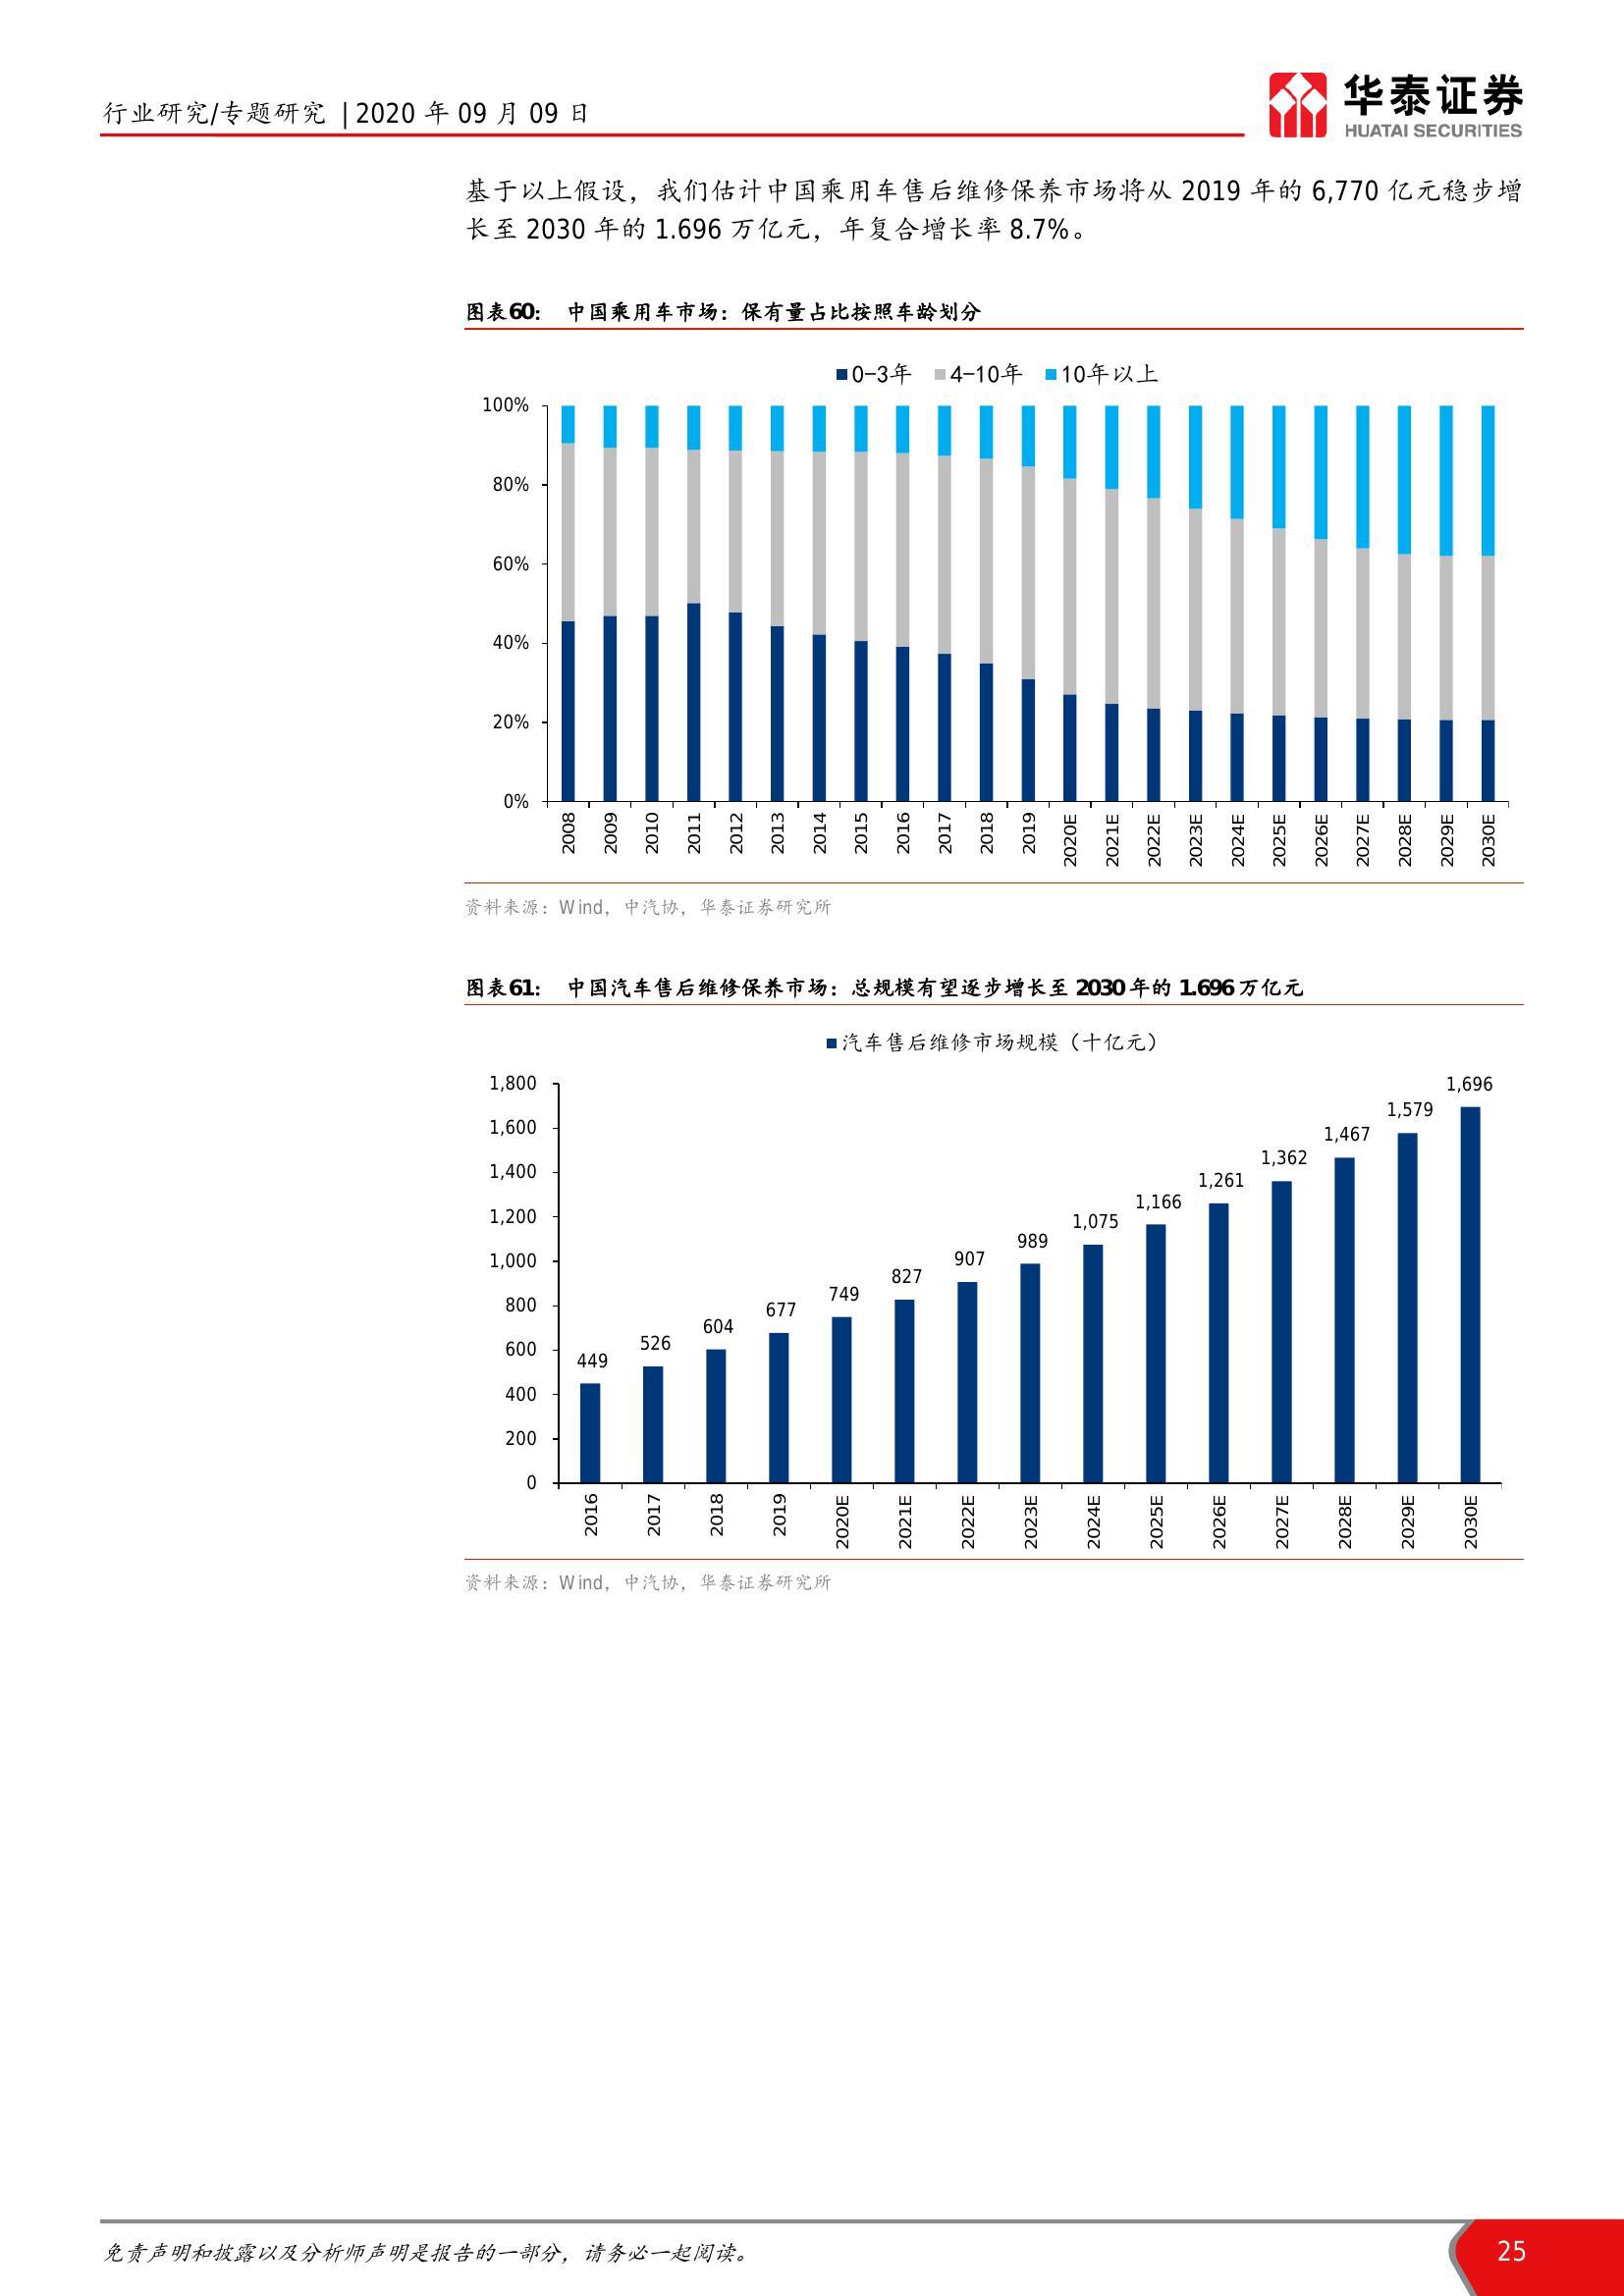 行业研究/专题研究 | 2020 年 09 月 09 日
华泰证券
HUATAI SECURITIES
基于以上假设，我们估计中国乘用车售后维修保养市场将从 2019 年的 6,770 亿元稳步增
长至 2030 年的 1.696 万亿元，年复合增长率 8.7%。
图表60： 中国乘用车市场：保有量占比按照车龄划分
0-3年 4-10年 10年以上
100%
80%
60%
40%
20%
0%
2008 2009 2010 2011 2012 2013 2014 2015 2016 2017 2018 2019 2020E 2021E 2022E 2023E 2024E 2025E 2026E 2027E 2028E 2029E 2030E
资料来源：Wind，中汽协，华泰证券研究所
图表61： 中国汽车售后维修保养市场：总规模有望逐步增长至 2030 年的 1.696 万亿元
汽车售后维修市场规模（十亿元）
1,800
1,600
1,400
1,200
1,000
800
600
400
200
0
449 526 604 677 749 827 907 989 1,075 1,166 1,261 1,362 1,467 1,579 1,696
2016 2017 2018 2019 2020E 2021E 2022E 2023E 2024E 2025E 2026E 2027E 2028E 2029E 2030E
资料来源：Wind，中汽协，华泰证券研究所
免责声明和披露以及分析师声明是报告的一部分，请务必一起阅读。
25